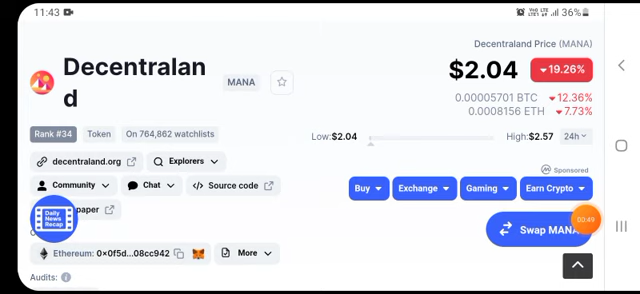 11:43
36%
Decentraland Price (MANA)
Decentralan
d
MANA
$2.04
19.26%
0.00005701 BTC 12.36%
0.0008156 ETH 7.73%
Rank #34 Token On 764,862 watchlists
Low:$2.04 High:$2.57 24h
decentraland.org Explorers
Sponsored
Community Chat Source code
Buy Exchange Gaming Earn Crypto
Daily
News
Recap
paper
00:49
Swap MANA
Ethereum: 0x0f5d...08cc942 More
Audits: